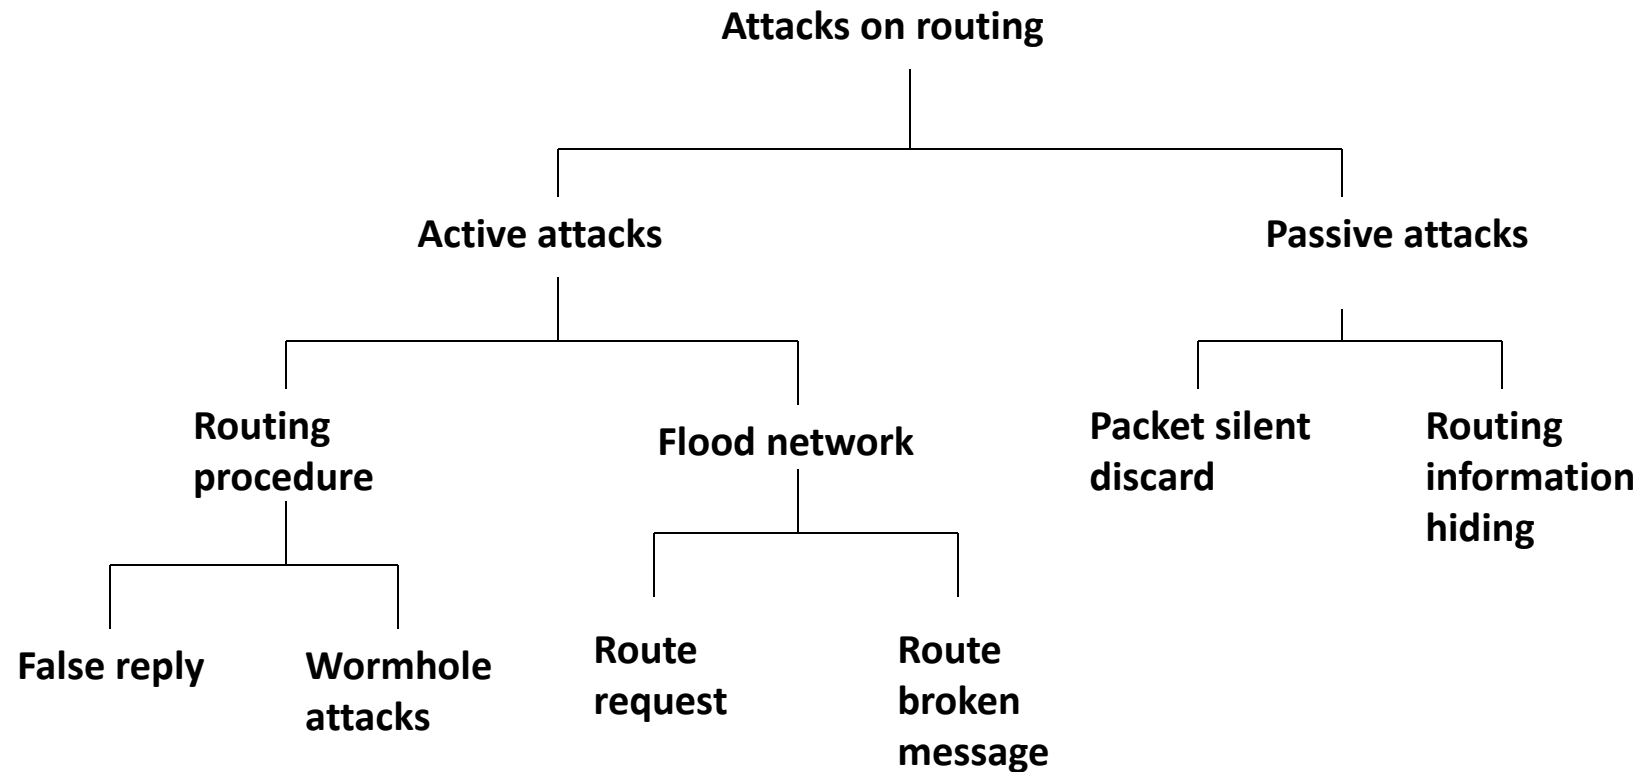 Attacks on routing
Active attacks
Passive attacks
Routing
procedure
Flood network
Packet silent
discard
Routing
information
hiding
False reply
Wormhole
attacks
Route
request
Route
broken
message